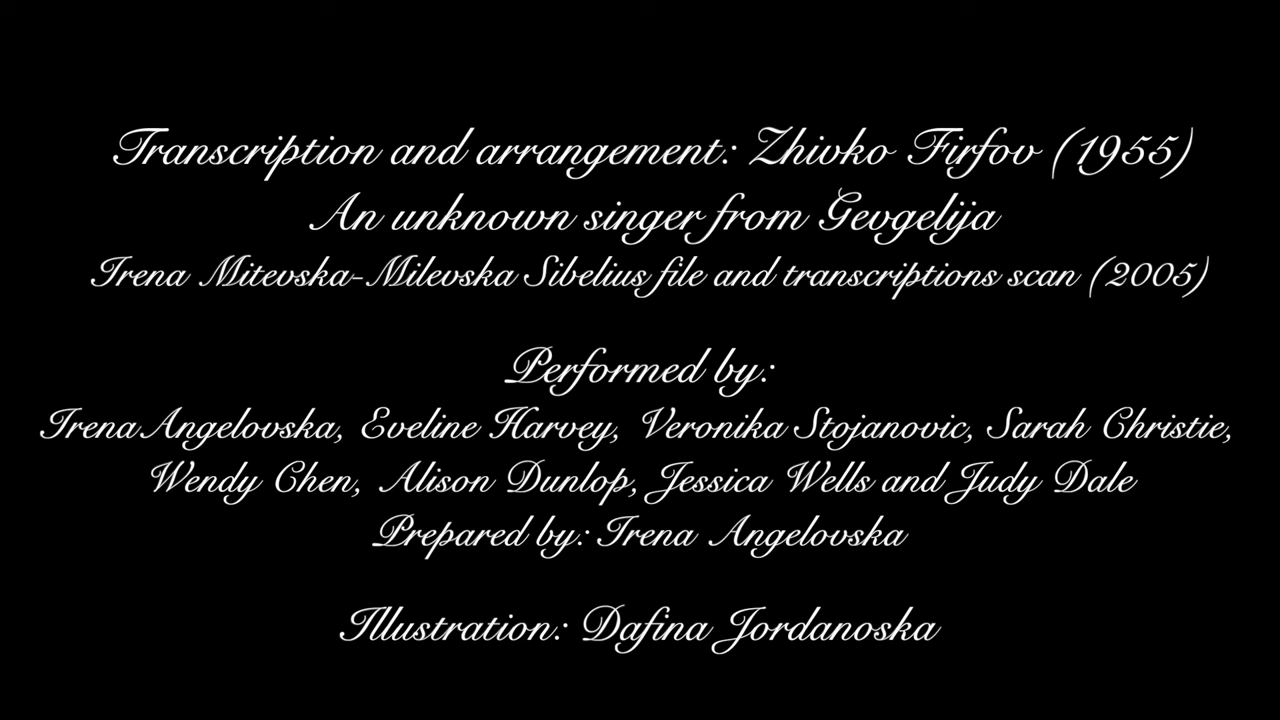 Transcription and arrangement: Zhivko Firfov (1955)
An unknown singer from Gevgelija
Irena Mitevska-Milevska Sibelius file and transcriptions scan (2005)
Performed by:
Irena Angelovska, Eveline Harvey, Veronika Stojanovic, Sarah Christie,
Wendy Chen, Alison Dunlop, Jessica Wells and Judy Dale
Prepared by: Irena Angelovska
Illustration: Dafina Jordanoska